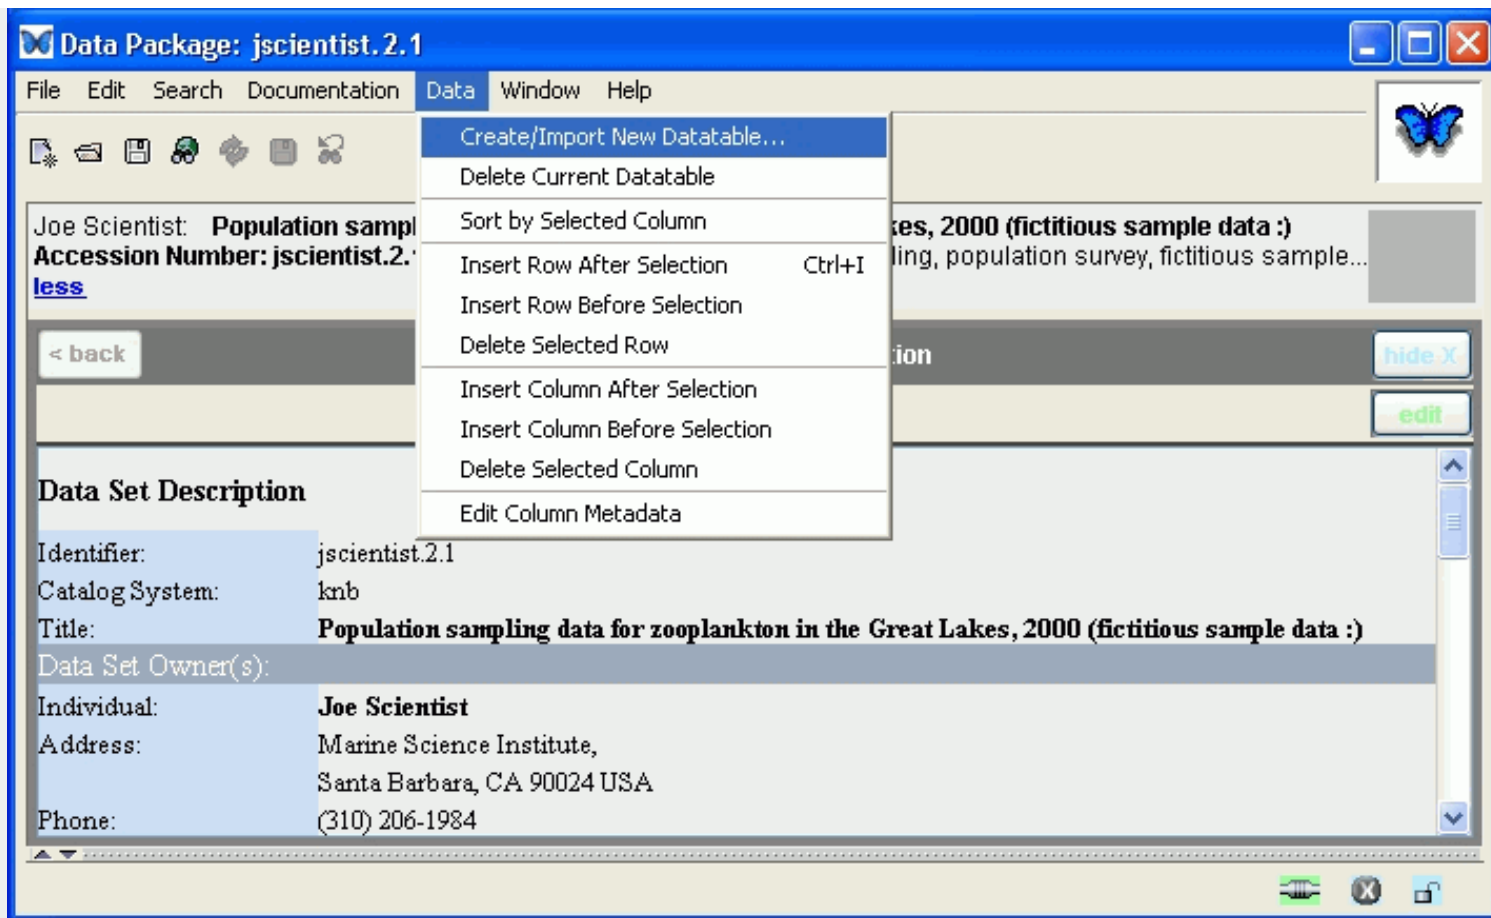 Data Package: jscientist.2.1
File Edit Search Documentation Data Window Help
Create/Import New Datatable...
Delete Current Datatable
Sort by Selected Column
Insert Row After Selection Ctrl+I
Insert Row Before Selection
Delete Selected Row
Insert Column After Selection
Insert Column Before Selection
Delete Selected Column
Edit Column Metadata
Joe Scientist: Population sampl kes, 2000 (fictitious sample data :)
Accession Number: jscientist.2. ling, population survey, fictitious sample...
less
< back tion hide X
edit
Data Set Description
Identifier: jscientist.2.1
Catalog System: knb
Title: Population sampling data for zooplankton in the Great Lakes, 2000 (fictitious sample data :)
Data Set Owner(s):
Individual: Joe Scientist
Address: Marine Science Institute,
Santa Barbara, CA 90024 USA
Phone: (310) 206-1984